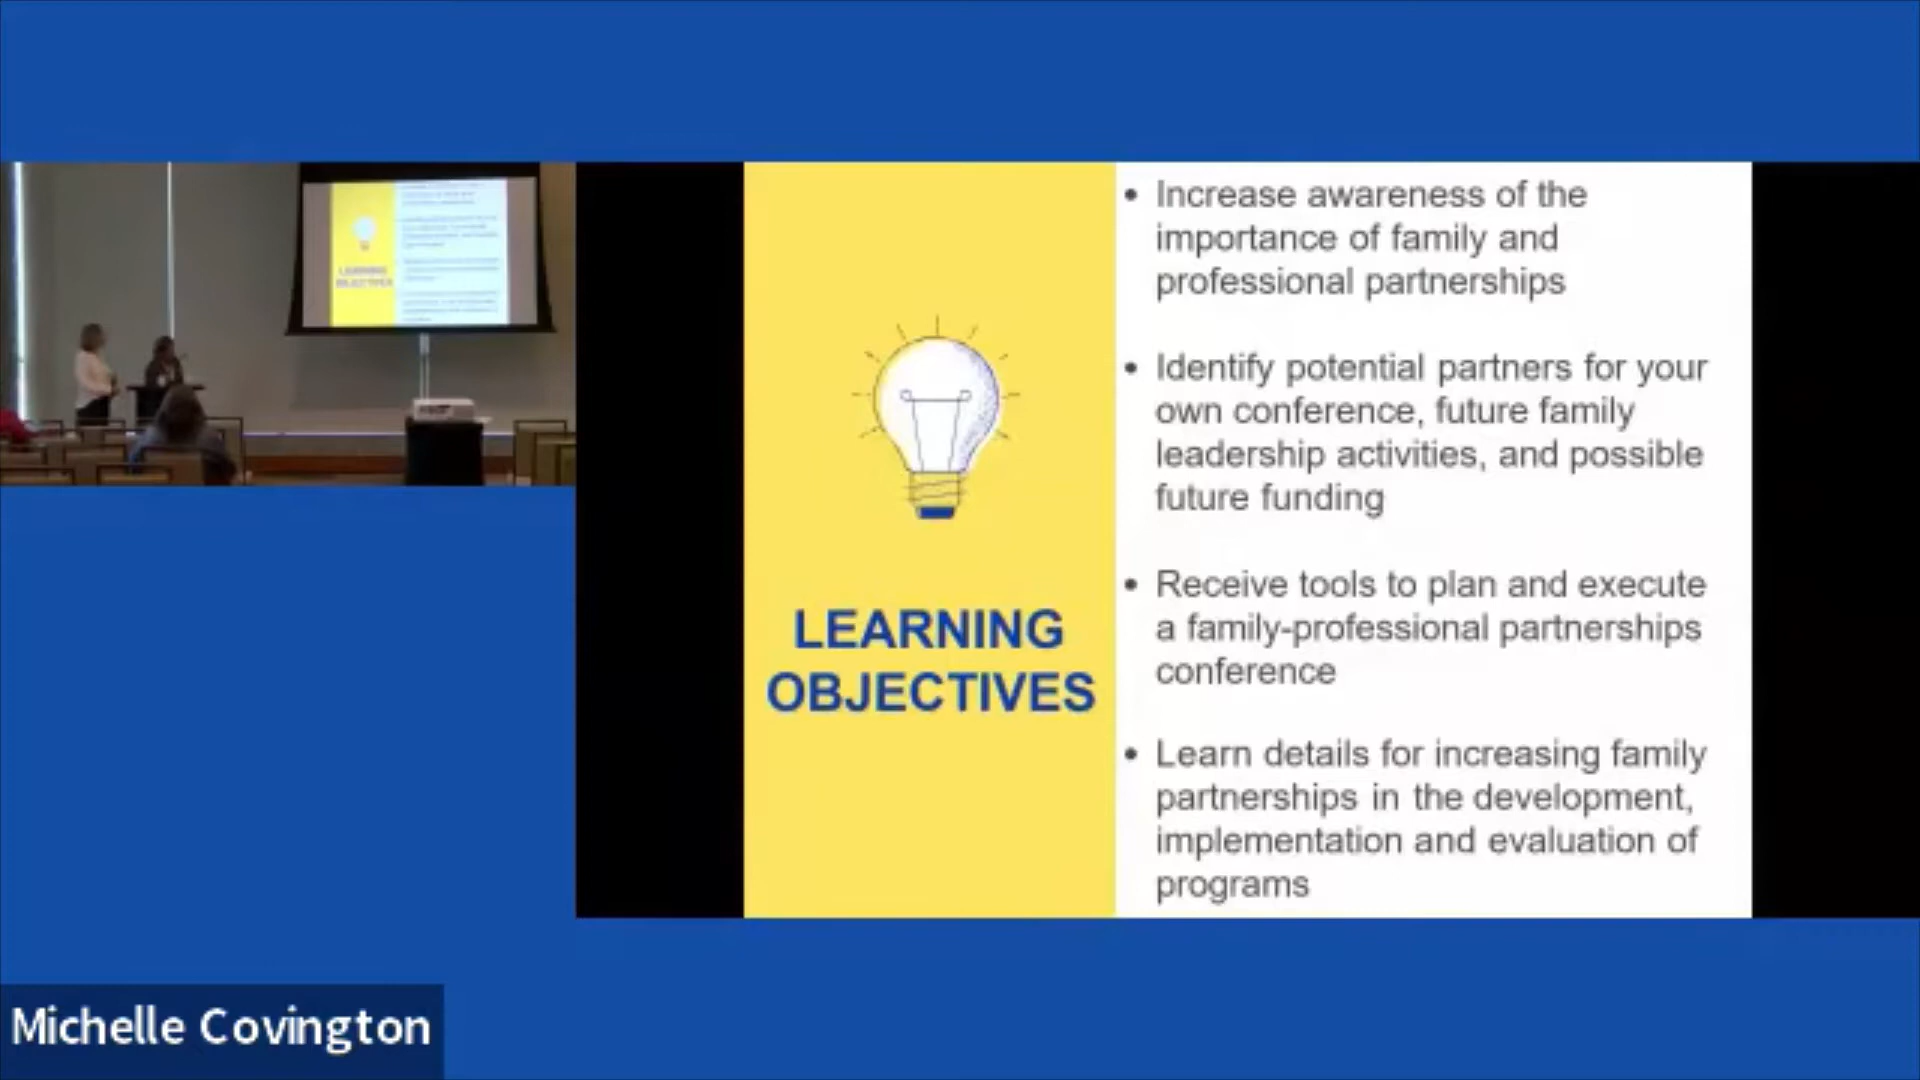 LEARNING
OBJECTIVES
• Increase awareness of the
importance of family and
professional partnerships
• Identify potential partners for your
own conference, future family
leadership activities, and possible
future funding
• Receive tools to plan and execute
a family-professional partnerships
conference
• Learn details for increasing family
partnerships in the development,
implementation and evaluation of
programs
LEARNING
OBJECTIVES
Michelle Covington